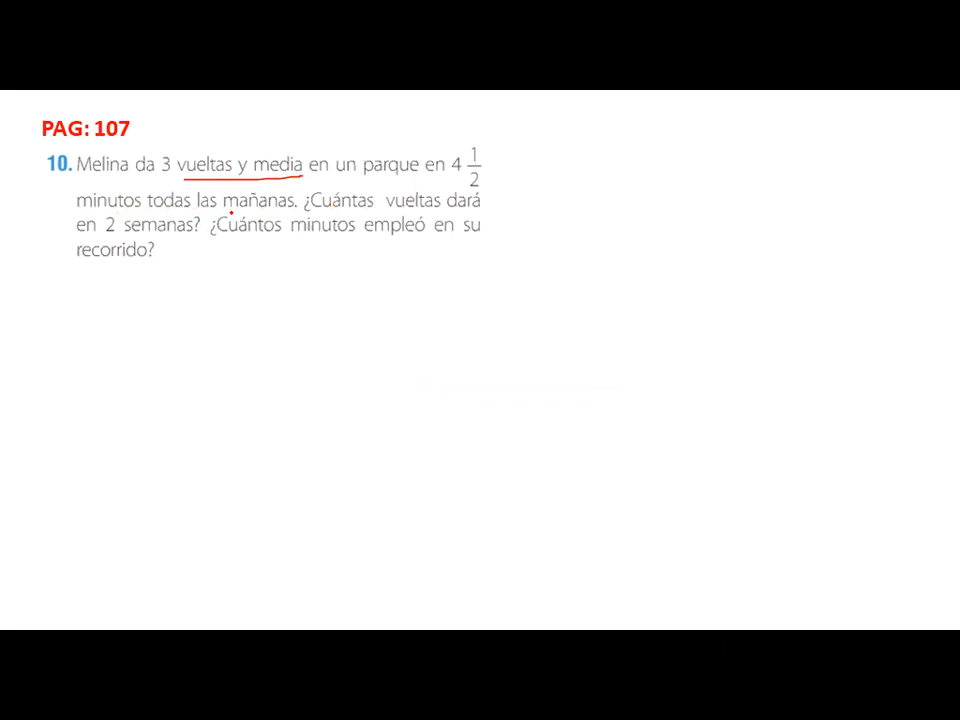 PAG: 107
10. Melina da 3 vueltas y media en un parque en 4 1/2
minutos todas las mañanas. ¿Cuántas vueltas dará
en 2 semanas? ¿Cuántos minutos empleó en su
recorrido?